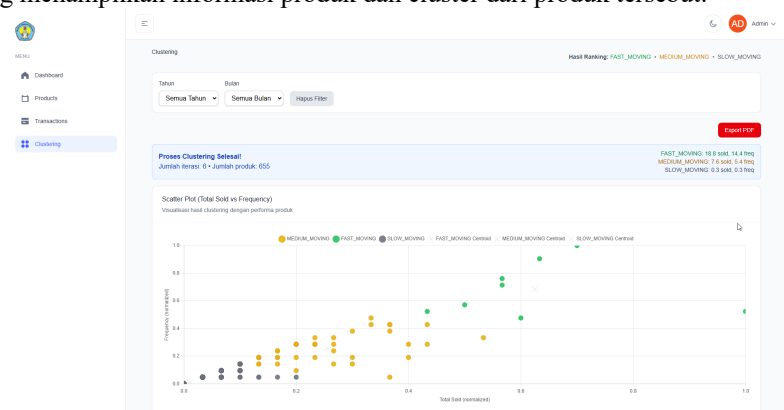 g menampilkan informasi produk dan cluster dari produk tersebut.
AD Admin
MENU
Dashboard
Products
Transactions
Clustering
Clustering
Hasil Ranking: FAST_MOVING • MEDIUM_MOVING • SLOW_MOVING
Tahun Bulan
Semua Tahun Semua Bulan Hapus Filter
Export PDF
Proses Clustering Selesai!
Jumlah iterasi: 6 • Jumlah produk: 655
FAST_MOVING: 18.8 sold, 14.4 freq
MEDIUM_MOVING: 7.6 sold, 5.4 freq
SLOW_MOVING: 0.3 sold, 0.3 freq
Scatter Plot (Total Sold vs Frequency)
Visualisasi hasil clustering dengan performa produk
MEDIUM_MOVING FAST_MOVING SLOW_MOVING FAST_MOVING Centroid MEDIUM_MOVING Centroid SLOW_MOVING Centroid
Frequency (normalized)
1.0
0.8
0.6
0.4
0.2
0.0
0.0 0.2 0.4 0.6 0.8 1.0
Total Sold (normalized)